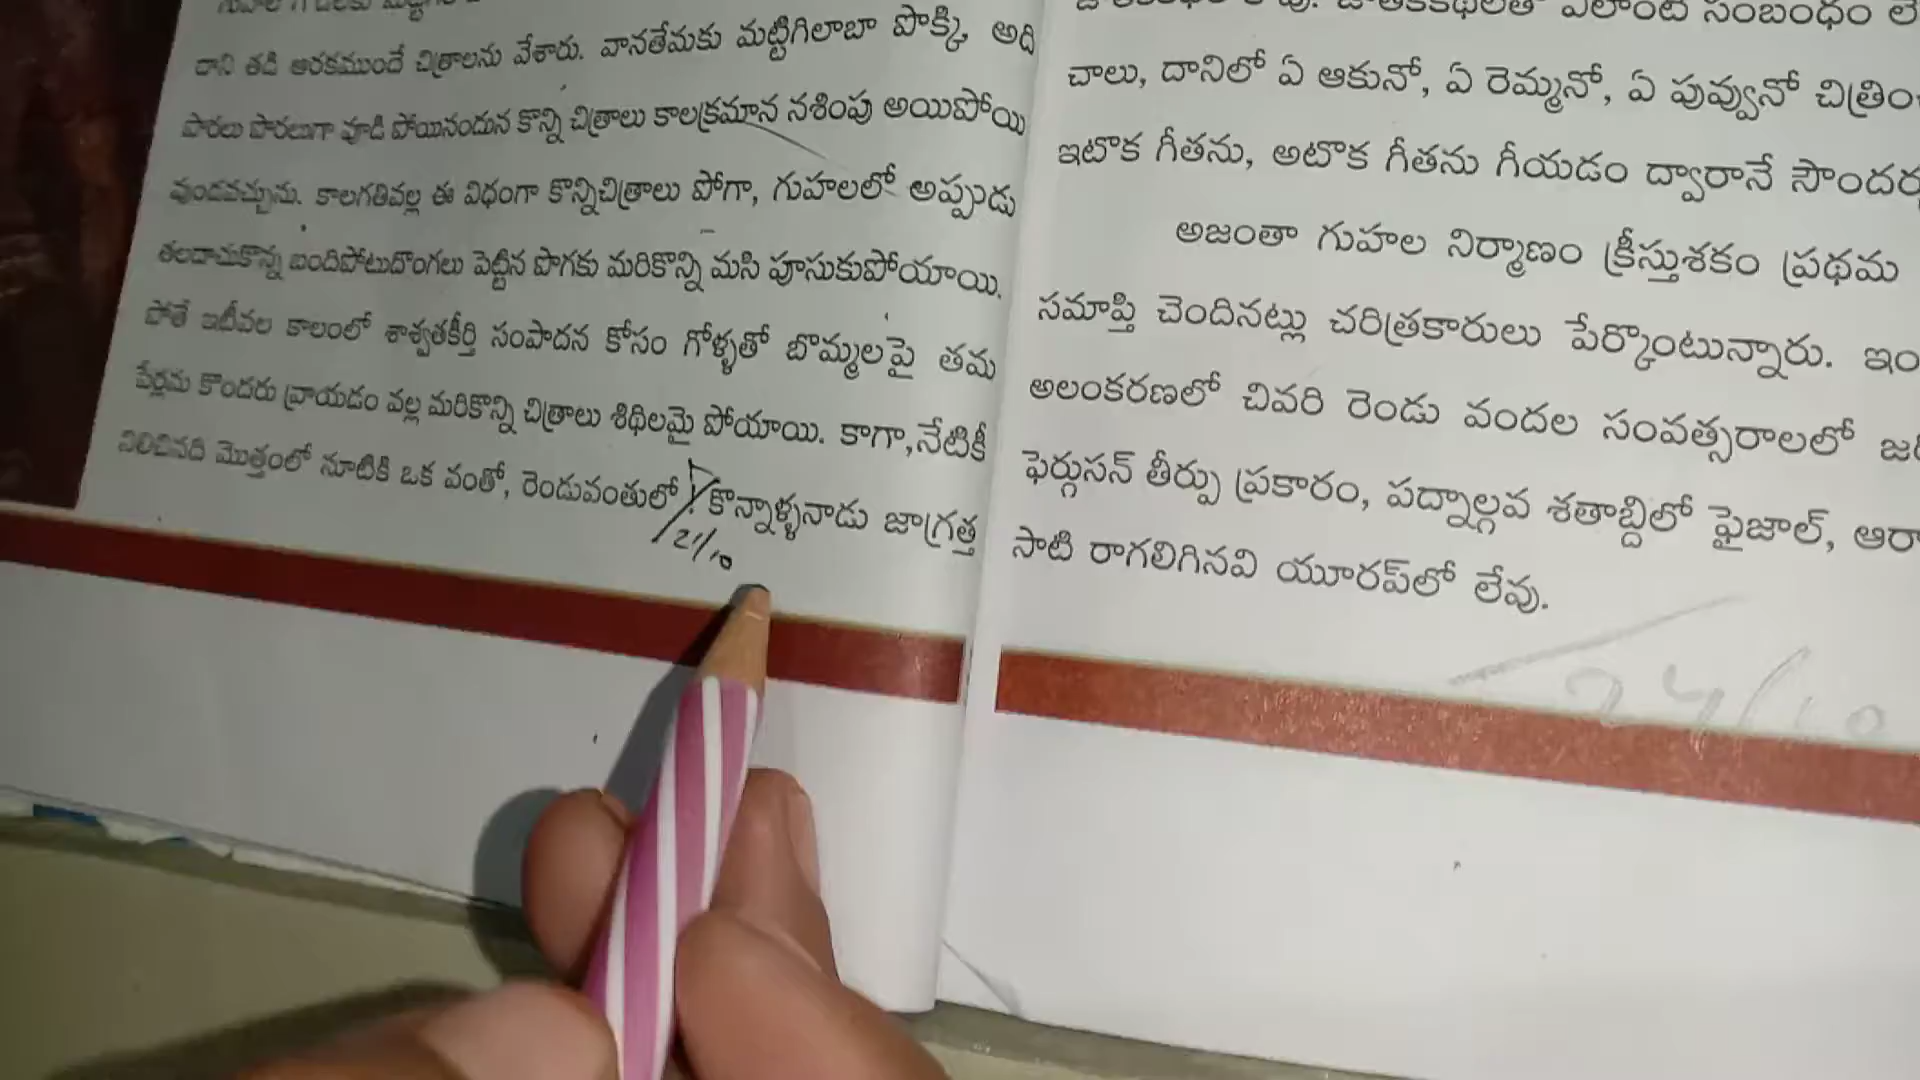 దాని తడి ఆరకముందే చిత్రాలను వేశారు. వానతేమకు మట్టిగిలాబా పొక్కి, అది
పొరలు పొరలుగా వూడి పోయినందున కొన్ని చిత్రాలు కాలక్రమాన నశింపు అయిపోయి
వుండవచ్చును. కాలగతివల్ల ఈ విధంగా కొన్నిచిత్రాలు పోగా, గుహలలో అప్పుడు
తలదాచుకొన్న బందిపోటుదొంగలు పెట్టిన పొగకు మరికొన్ని మసి పూసుకుపోయాయి.
పోతే ఇటీవల కాలంలో శాశ్వతకీర్తి సంపాదన కోసం గోళ్ళతో బొమ్మలపై తమ
పేర్లను కొందరు వ్రాయడం వల్ల మరికొన్ని చిత్రాలు శిథిలమై పోయాయి. కాగా, నేటికీ
నిలిచినది మొత్తంలో నూటికి ఒక వంతో, రెండువంతులో! కొన్నాళ్ళనాడు జాగ్రత్త
21/10
చాలు, దానిలో ఏ ఆకునో, ఏ రెమ్మనో, ఏ పువ్వునో
ఇటొక గీతను, అటొక గీతను గీయడం ద్వారానే
అజంతా గుహల నిర్మాణం క్రీస్తుశకం ప్రథమ
సమాప్తి చెందినట్లు చరిత్రకారులు పేర్కొంటున్నారు.
అలంకరణలో చివరి రెండు వందల సంవత్సరాలలో
ఫెర్గుసన్ తీర్పు ప్రకారం, పద్నాల్గవ శతాబ్దిలో ఫైజాల్,
సాటి రాగలిగినవి యూరప్‌లో లేవు.
24/10